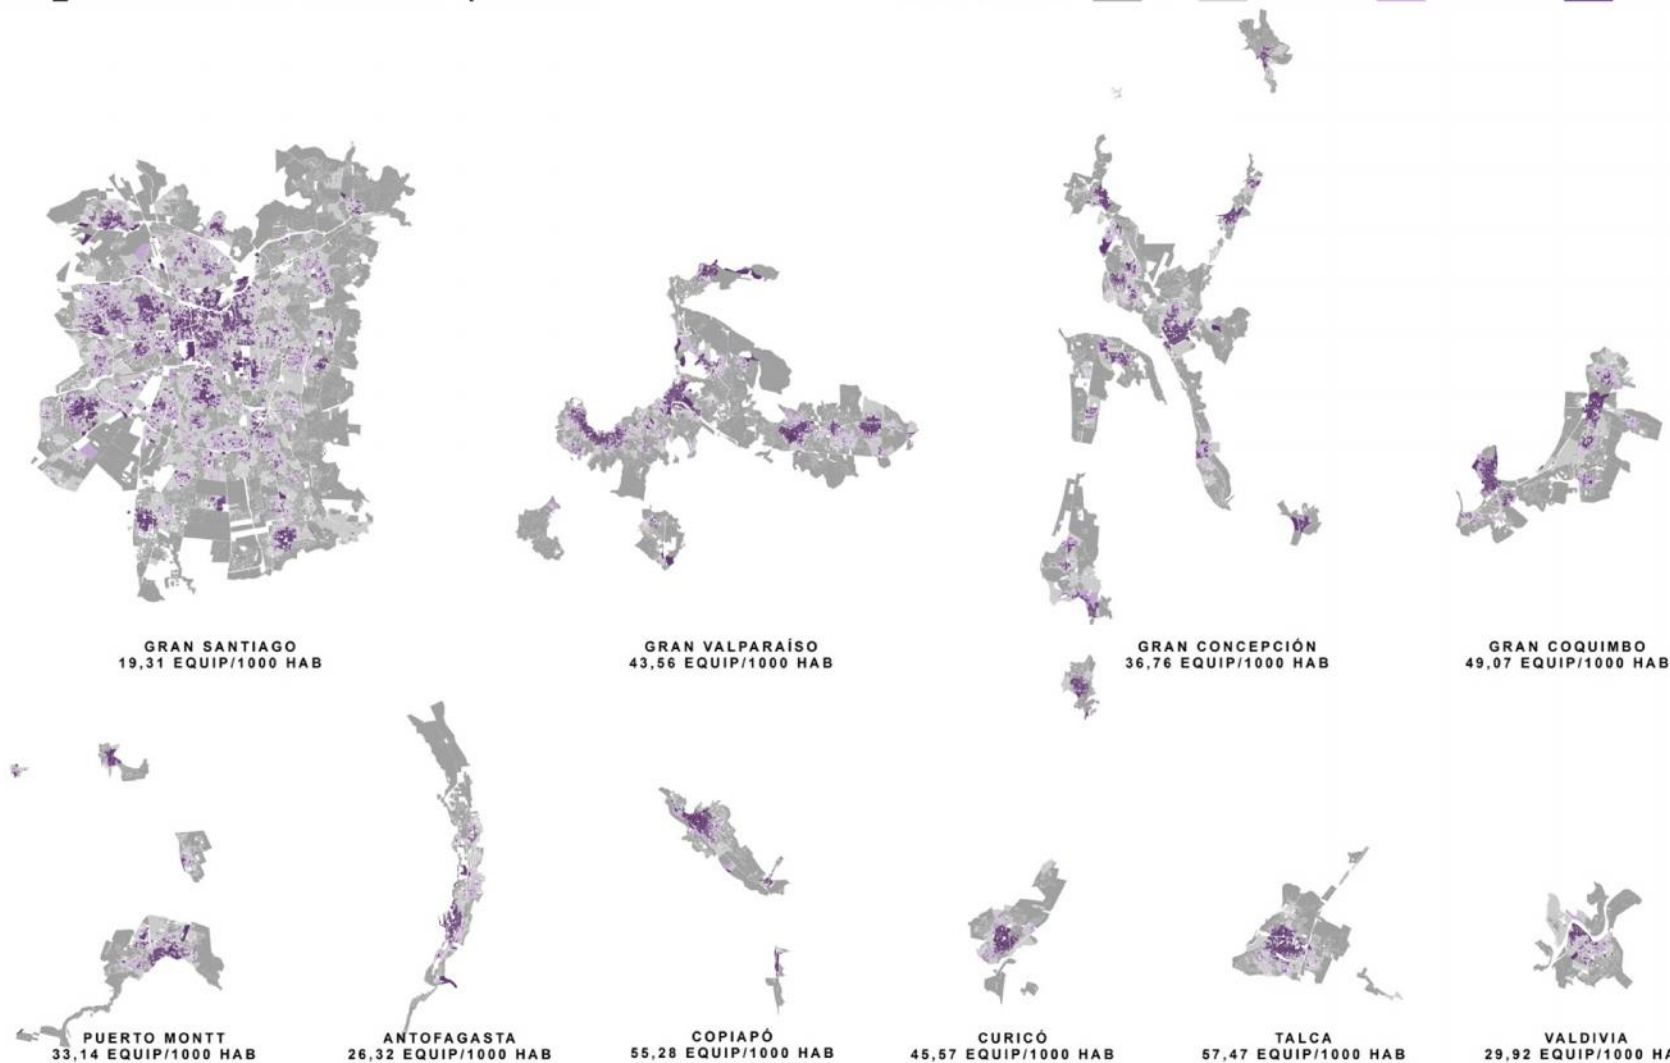 GRAN SANTIAGO
19,31 EQUIP/1000 HAB
GRAN VALPARAÍSO
43,56 EQUIP/1000 HAB
GRAN CONCEPCIÓN
36,76 EQUIP/1000 HAB
GRAN COQUIMBO
49,07 EQUIP/1000 HAB
PUERTO MONTT
33,14 EQUIP/1000 HAB
ANTOFAGASTA
26,32 EQUIP/1000 HAB
COPIAPÓ
55,28 EQUIP/1000 HAB
CURICÓ
45,57 EQUIP/1000 HAB
TALCA
57,47 EQUIP/1000 HAB
VALDIVIA
29,92 EQUIP/1000 HA